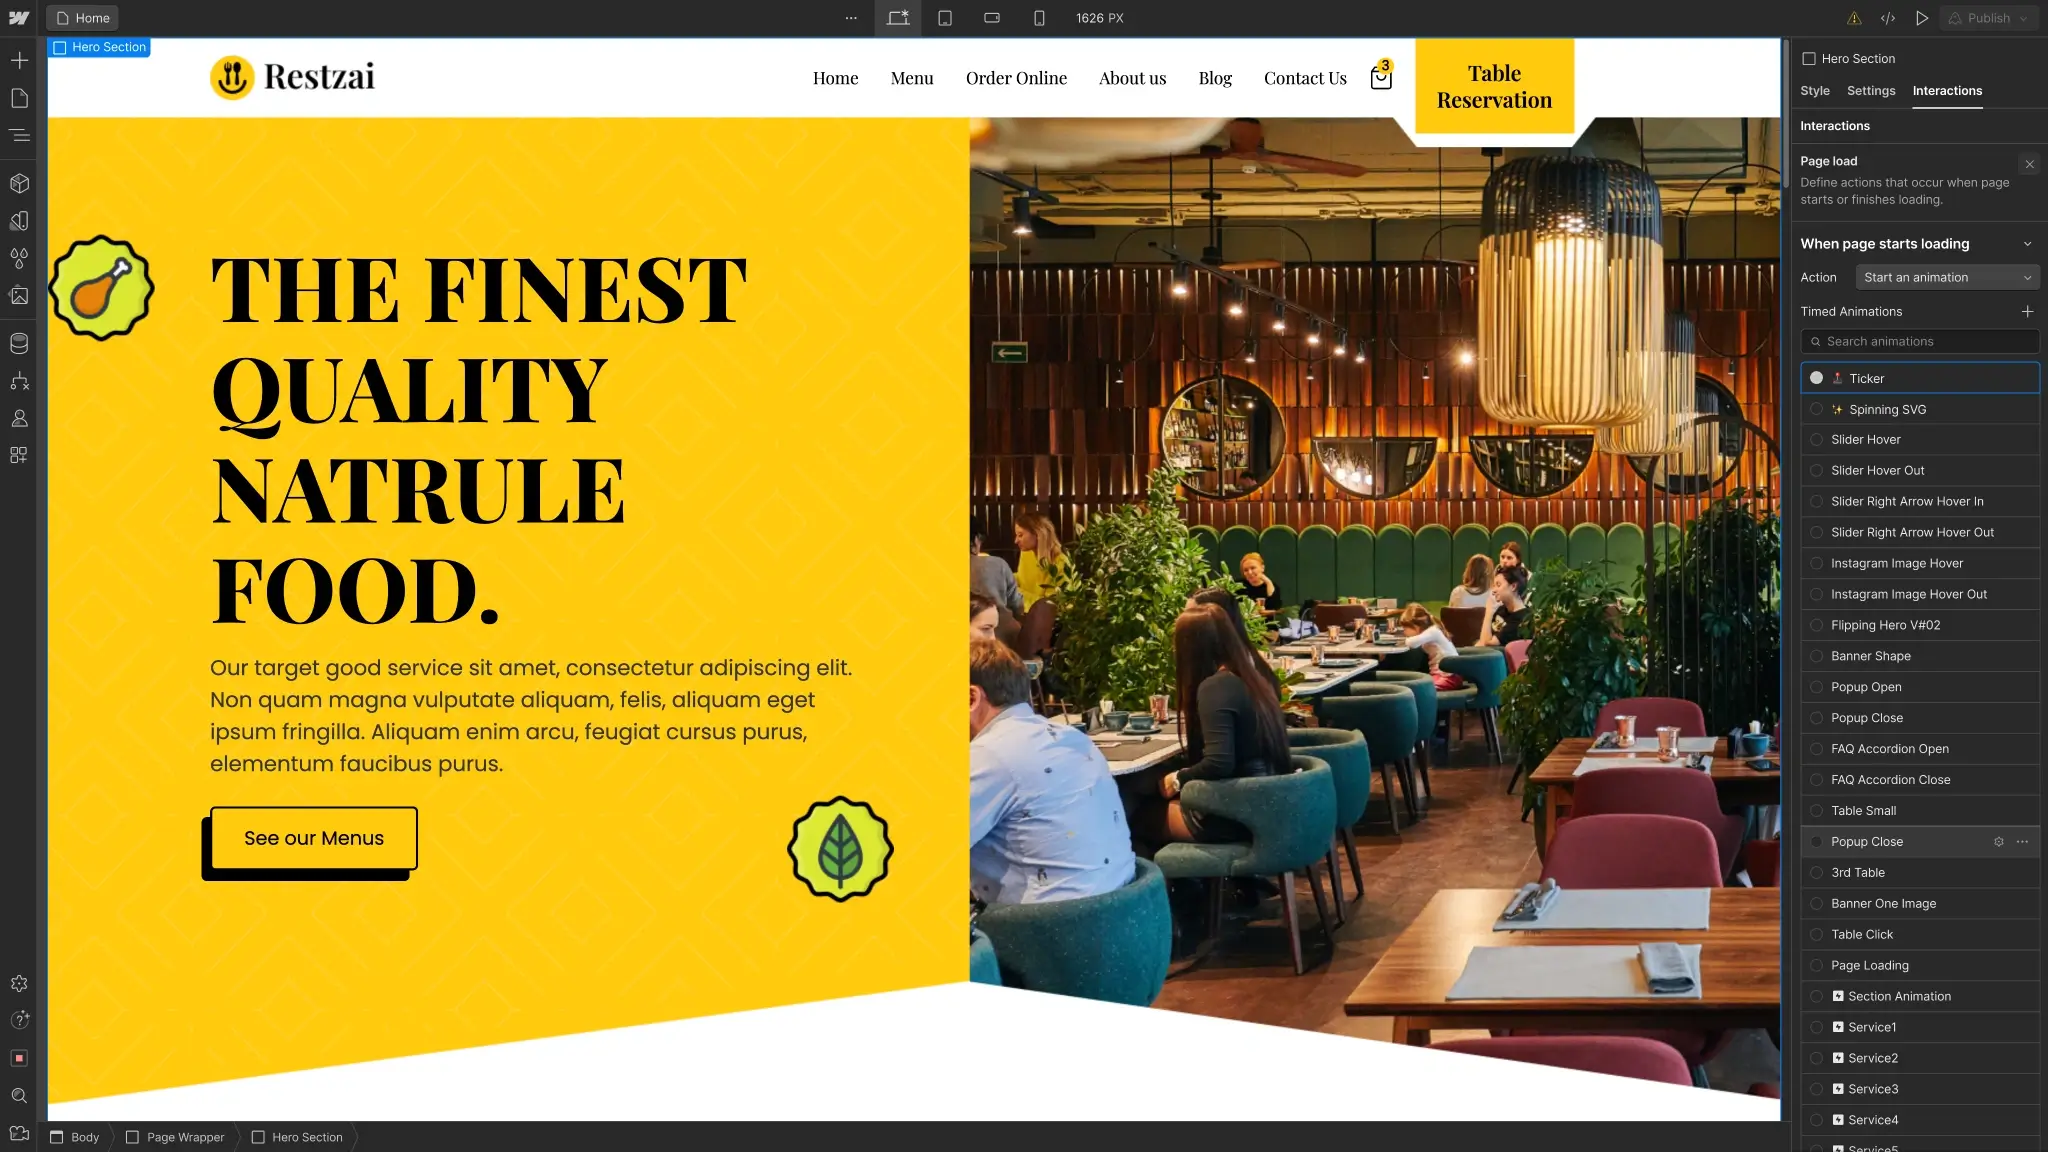 Home
1626 PX
Publish
Hero Section
Restzai
Home
Menu
Order Online
About us
Blog
Contact Us
3
Table
Reservation
THE FINEST
QUALITY
NATRULE
FOOD.
Our target good service sit amet, consectetur adipiscing elit.
Non quam magna vulputate aliquam, felis, aliquam eget
ipsum fringilla. Aliquam enim arcu, feugiat cursus purus,
elementum faucibus purus.
See our Menus
Body
Page Wrapper
Hero Section
Hero Section
Style
Settings
Interactions
Interactions
Page load
Define actions that occur when page
starts or finishes loading.
When page starts loading
Action
Start an animation
Timed Animations
Search animations
Ticker
Spinning SVG
Slider Hover
Slider Hover Out
Slider Right Arrow Hover In
Slider Right Arrow Hover Out
Instagram Image Hover
Instagram Image Hover Out
Flipping Hero V#02
Banner Shape
Popup Open
Popup Close
FAQ Accordion Open
FAQ Accordion Close
Table Small
Popup Close
3rd Table
Banner One Image
Table Click
Page Loading
Section Animation
Service1
Service2
Service3
Service4
Service5